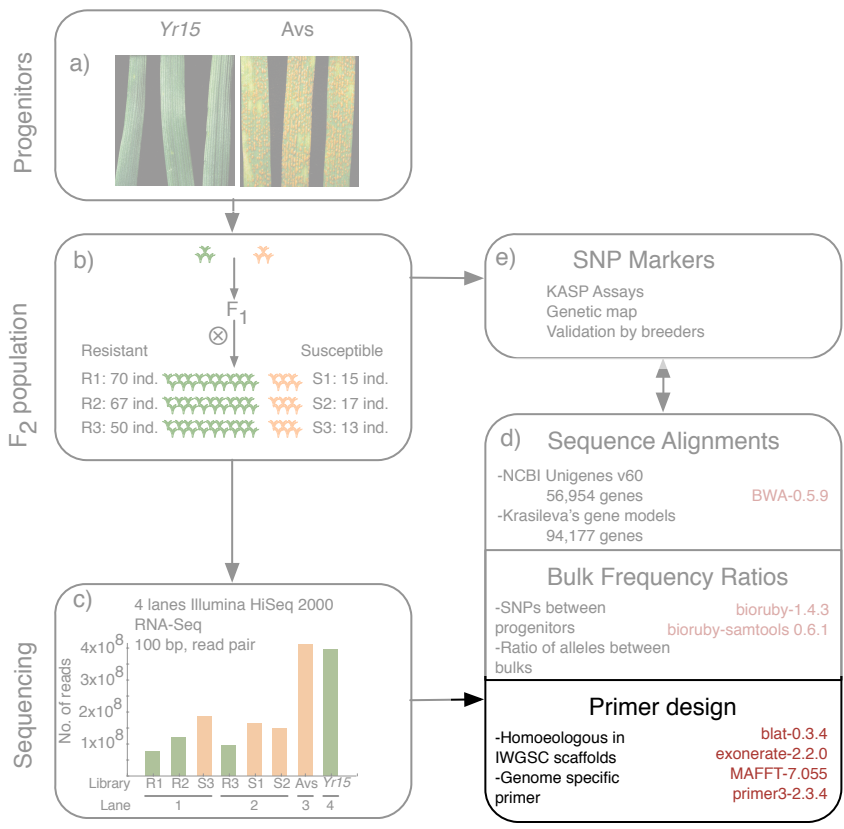 Progenitors
a)
Yr15 Avs
F2 population
b)
F1
Resistant Susceptible
R1: 70 ind. S1: 15 ind.
R2: 67 ind. S2: 17 ind.
R3: 50 ind. S3: 13 ind.
Sequencing
c)
4 lanes Illumina HiSeq 2000
RNA-Seq
100 bp, read pair
No. of reads
4x10^8
3x10^8
2x10^8
1x10^8
Library R1 R2 S3 R3 S1 S2 Avs Yr15
Lane 1 2 3 4
e)
SNP Markers
KASP Assays
Genetic map
Validation by breeders
d)
Sequence Alignments
-NCBI Unigenes v60
56,954 genes BWA-0.5.9
-Krasileva's gene models
94,177 genes
Bulk Frequency Ratios
-SNPs between bioruby-1.4.3
progenitors bioruby-samtools 0.6.1
-Ratio of alleles between
bulks
Primer design
-Homoeologous in blat-0.3.4
IWGSC scaffolds exonerate-2.2.0
-Genome specific MAFFT-7.055
primer primer3-2.3.4